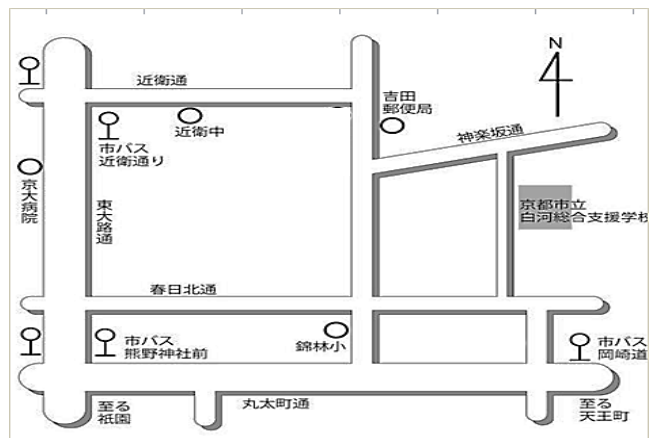 近衛通
N
吉田
郵便局
神楽坂通
近衛中
市バス
近衛通り
京大病院
東大路通
京都市立
白河総合支援学校
春日北通
市バス
熊野神社前
錦林小
市バス
岡崎道
丸太町通
至る
祇園
至る
天王町